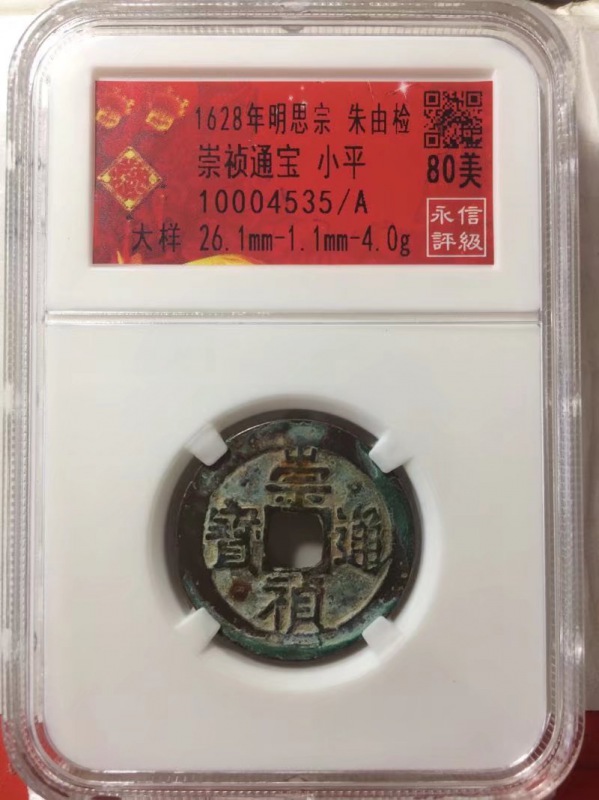 1628年明思宗 朱由检
崇祯通宝 小平
80美
10004535/A
大样 26.1mm-1.1mm-4.0g
永信
評級
崇禎通寶